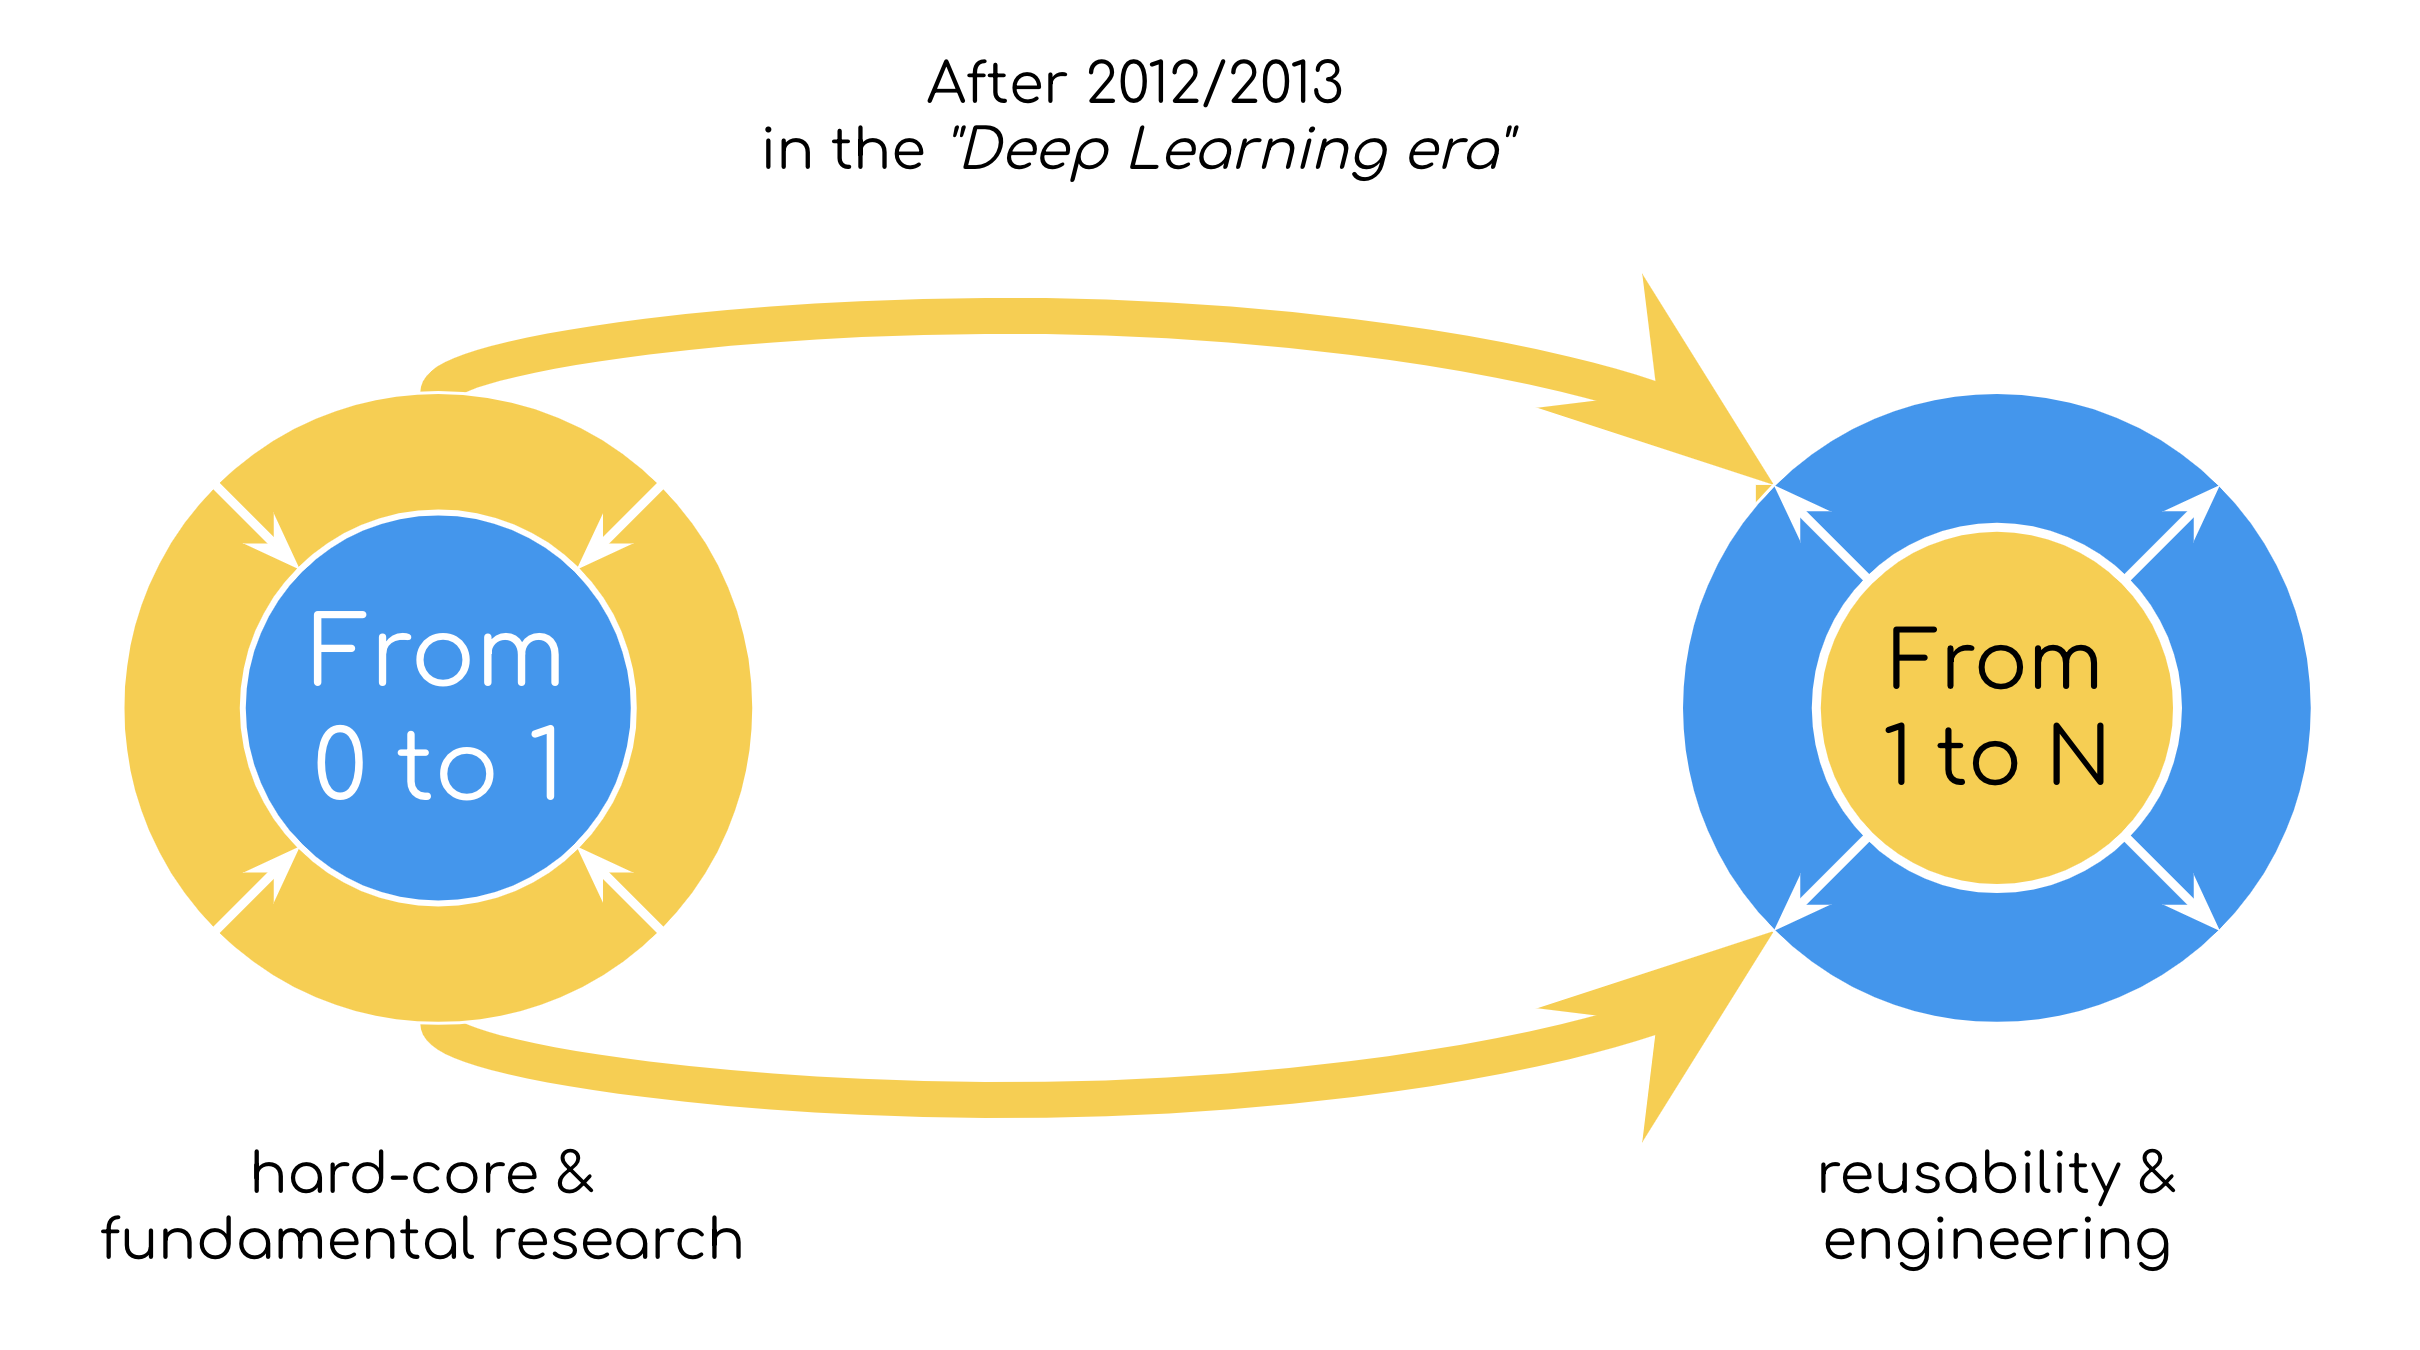 After 2012/2013
in the "Deep Learning era"
From
0 to 1
From
1 to N
hard-core &
fundamental research
reusability &
engineering